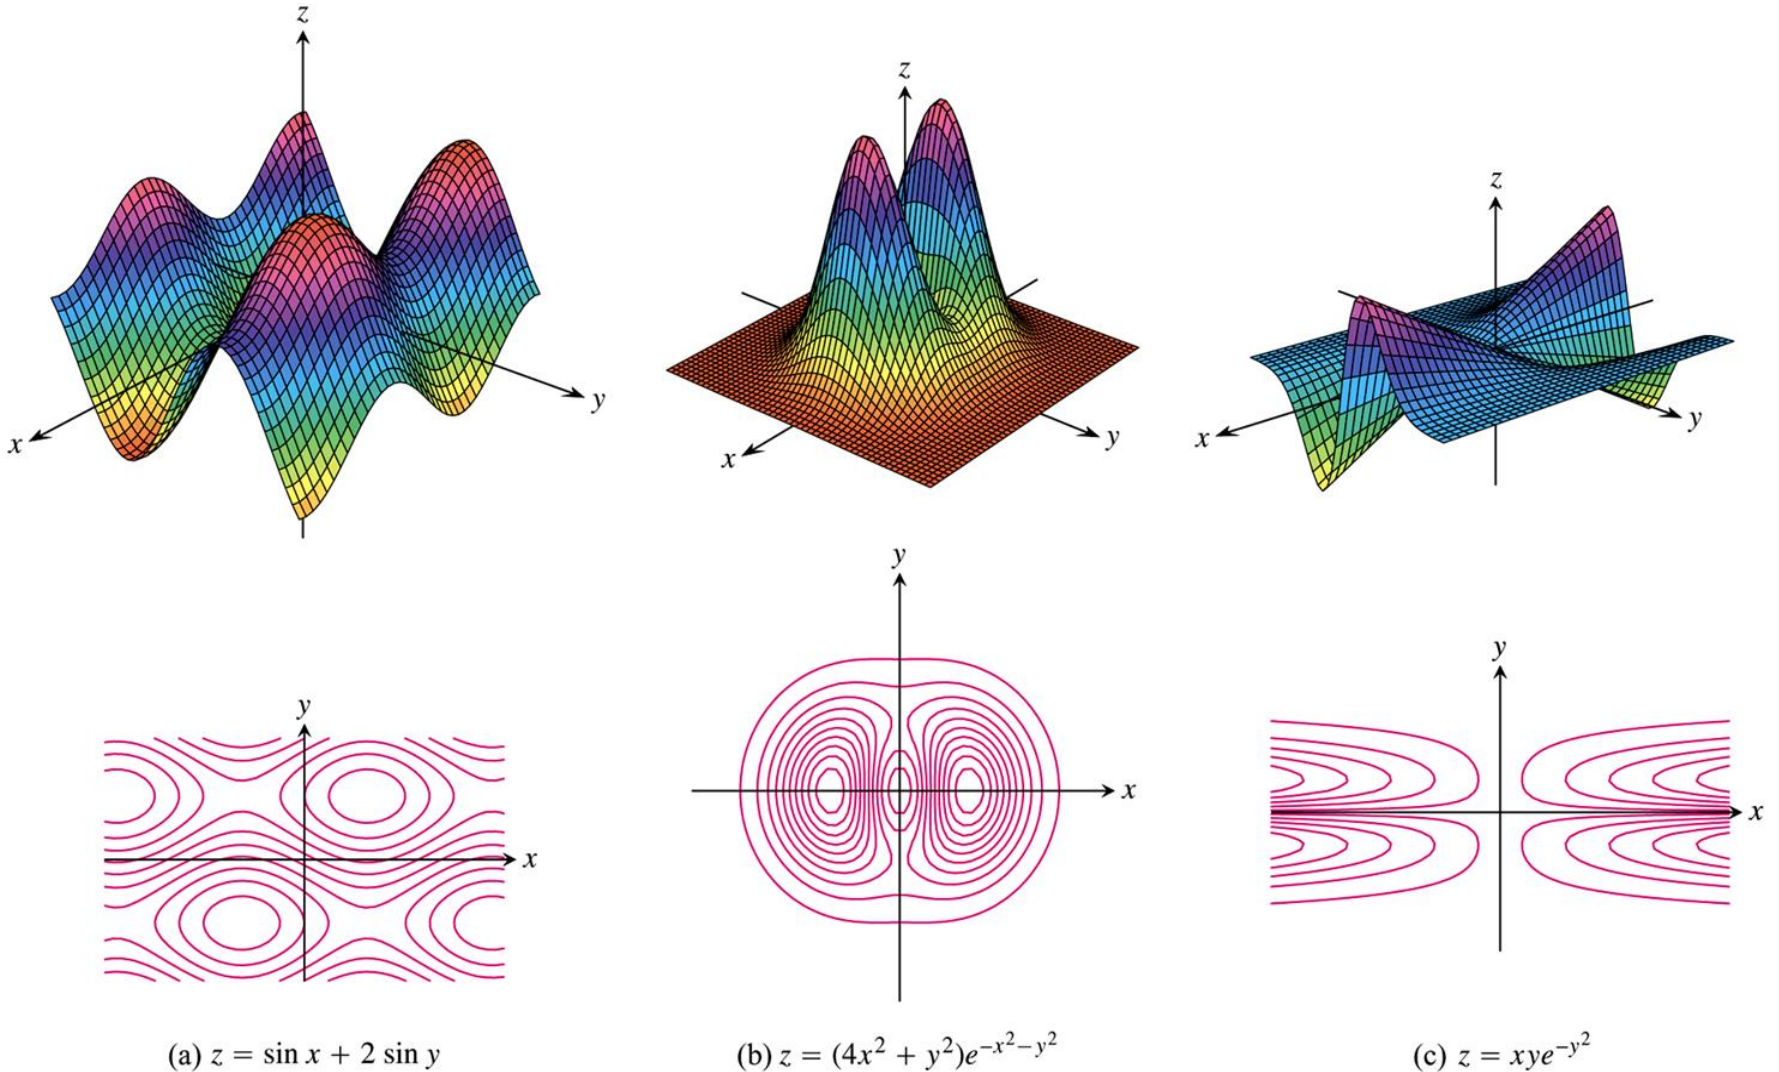 z
x
y
z
x
y
z
x
y
y
x
y
x
y
x
(a) z = sin x + 2 sin y
(b) z = (4x² + y²)e^{−x²−y²}
(c) z = xye^{−y²}